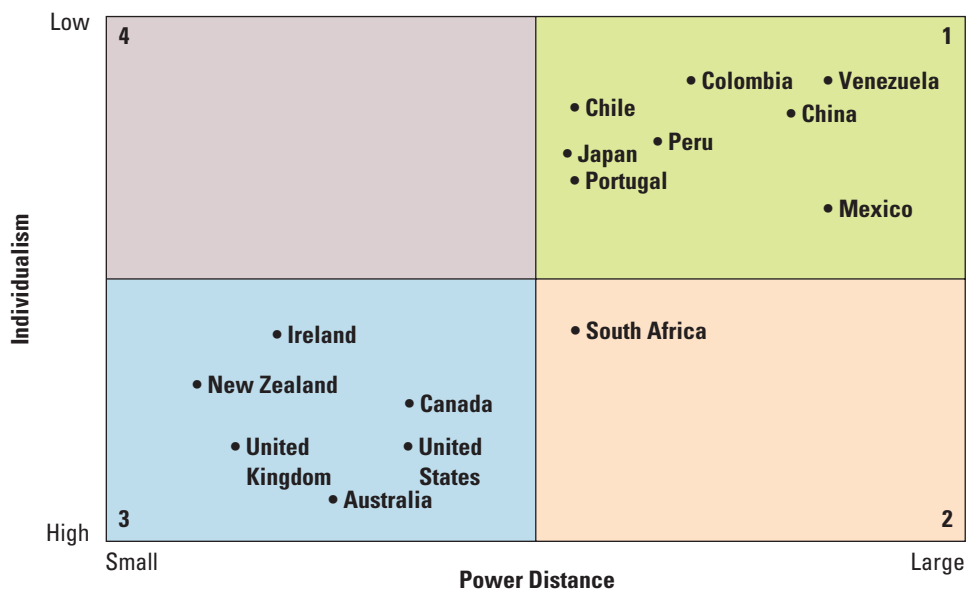 Low
4
1
Colombia
Venezuela
Chile
China
Peru
Japan
Portugal
Mexico
Individualism
Ireland
South Africa
New Zealand
Canada
United
Kingdom
United
States
Australia
3
2
High
Small
Large
Power Distance